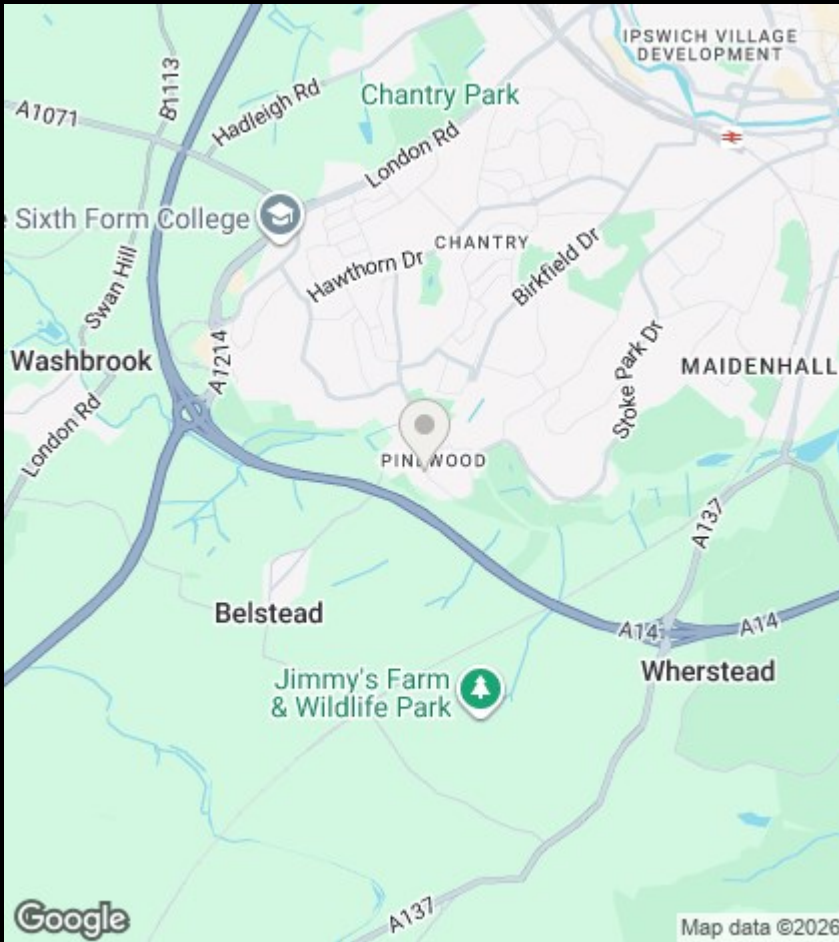 IPSWICH VILLAGE
DEVELOPMENT
B1113
Hadleigh Rd
Chantry Park
A1071
London Rd
e Sixth Form College
CHANTRY
Hawthorn Dr
Birkfield Dr
Swan Hill
Washbrook
A1214
Stoke Park Dr
MAIDENHALL
London Rd
PINEWOOD
A137
Belstead
A14
A14
Wherstead
Jimmy's Farm
& Wildlife Park
A137
Google
Map data ©2026